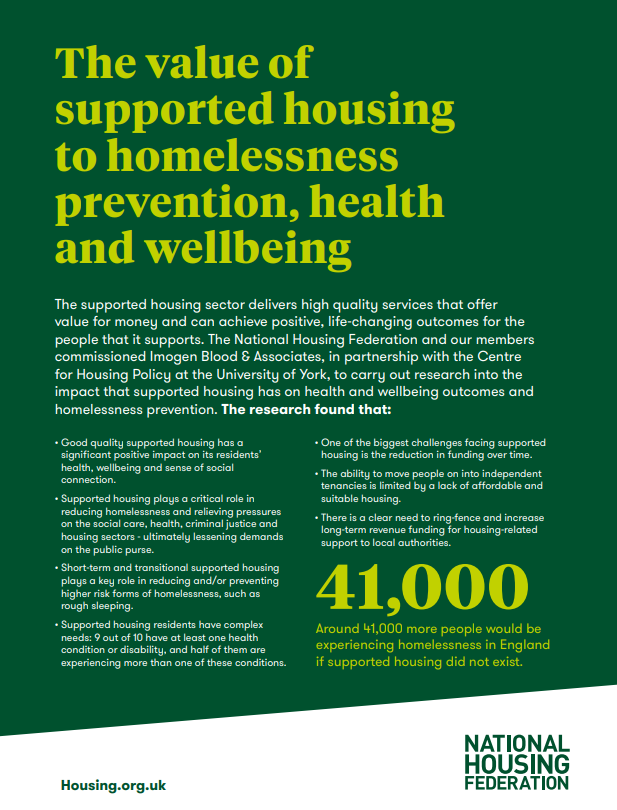 The value of
supported housing
to homelessness
prevention, health
and wellbeing
The supported housing sector delivers high quality services that offer
value for money and can achieve positive, life-changing outcomes for the
people that it supports. The National Housing Federation and our members
commissioned Imogen Blood & Associates, in partnership with the Centre
for Housing Policy at the University of York, to carry out research into the
impact that supported housing has on health and wellbeing outcomes and
homelessness prevention. The research found that:
• Good quality supported housing has a
significant positive impact on its residents'
health, wellbeing and sense of social
connection.
• Supported housing plays a critical role in
reducing homelessness and relieving pressures
on the social care, health, criminal justice and
housing sectors - ultimately lessening demands
on the public purse.
• Short-term and transitional supported housing
plays a key role in reducing and/or preventing
higher risk forms of homelessness, such as
rough sleeping.
• Supported housing residents have complex
needs: 9 out of 10 have at least one health
condition or disability, and half of them are
experiencing more than one of these conditions.
• One of the biggest challenges facing supported
housing is the reduction in funding over time.
• The ability to move people on into independent
tenancies is limited by a lack of affordable and
suitable housing.
• There is a clear need to ring-fence and increase
long-term revenue funding for housing-related
support to local authorities.
41,000
Around 41,000 more people would be
experiencing homelessness in England
if supported housing did not exist.
Housing.org.uk
NATIONAL
HOUSING
FEDERATION